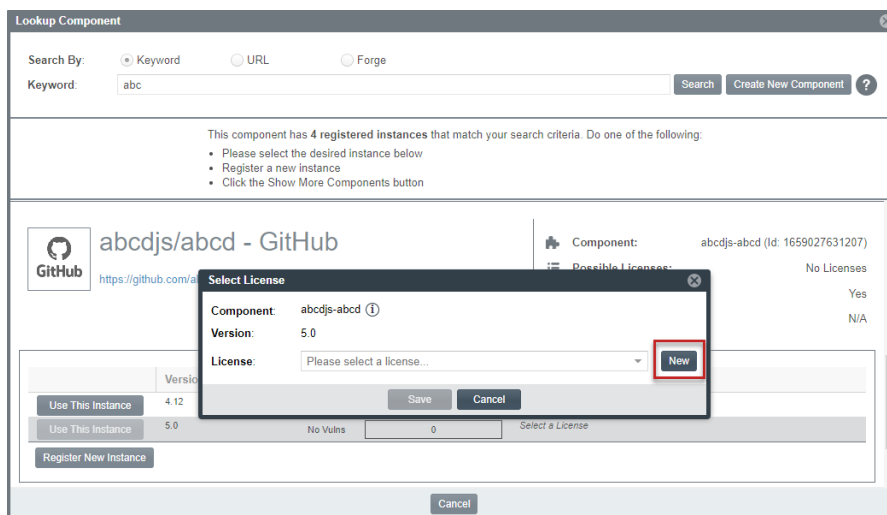 Lookup Component
Search By: Keyword URL Forge
Keyword: abc Search Create New Component ?
This component has 4 registered instances that match your search criteria. Do one of the following:
• Please select the desired instance below
• Register a new instance
• Click the Show More Components button
GitHub
abcdjs/abcd - GitHub
https://github.com/a
Component: abcdjs-abcd (Id: 1659027631207)
Possible Licenses: No Licenses
Yes
N/A
Select License
Component: abcdjs-abcd
Version: 5.0
License: Please select a license... New
Save Cancel
Versio
Use This Instance 4.12
Use This Instance 5.0 No Vulns 0 Select a License
Register New Instance
Cancel